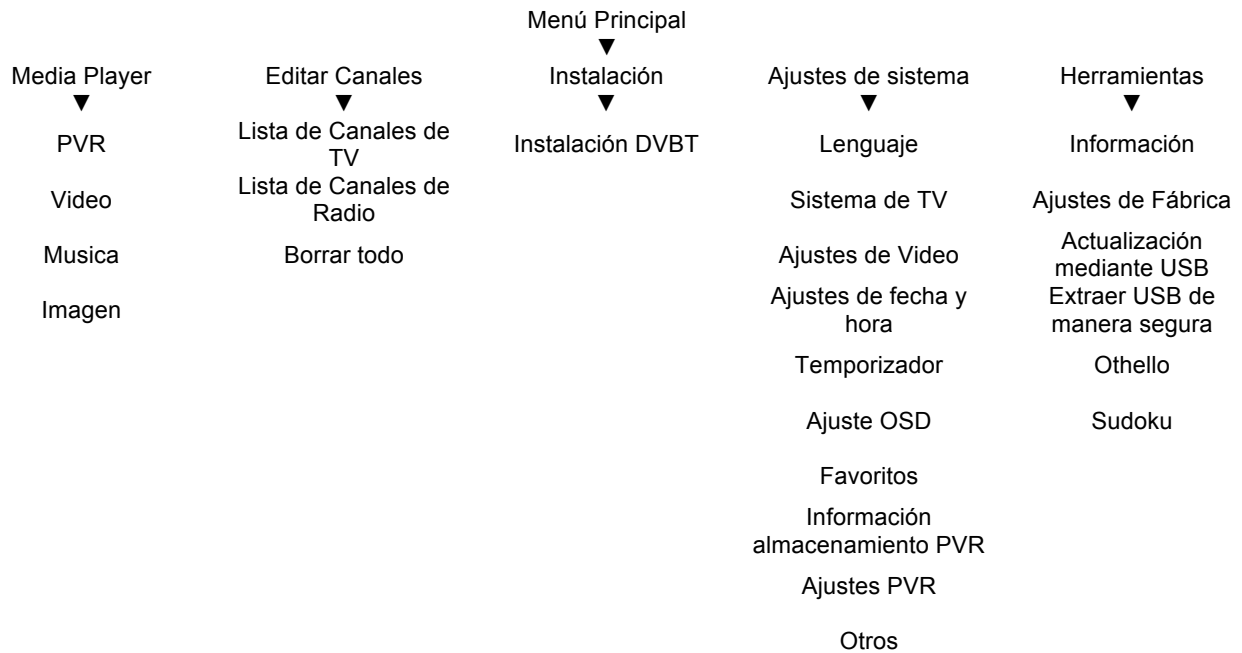 Menú Principal
▼
Media Player
▼
PVR
Video
Musica
Imagen
Editar Canales
▼
Lista de Canales de
TV
Lista de Canales de
Radio
Borrar todo
Instalación
▼
Instalación DVBT
Ajustes de sistema
▼
Lenguaje
Sistema de TV
Ajustes de Video
Ajustes de fecha y
hora
Temporizador
Ajuste OSD
Favoritos
Información
almacenamiento PVR
Ajustes PVR
Otros
Herramientas
▼
Información
Ajustes de Fábrica
Actualización
mediante USB
Extraer USB de
manera segura
Othello
Sudoku